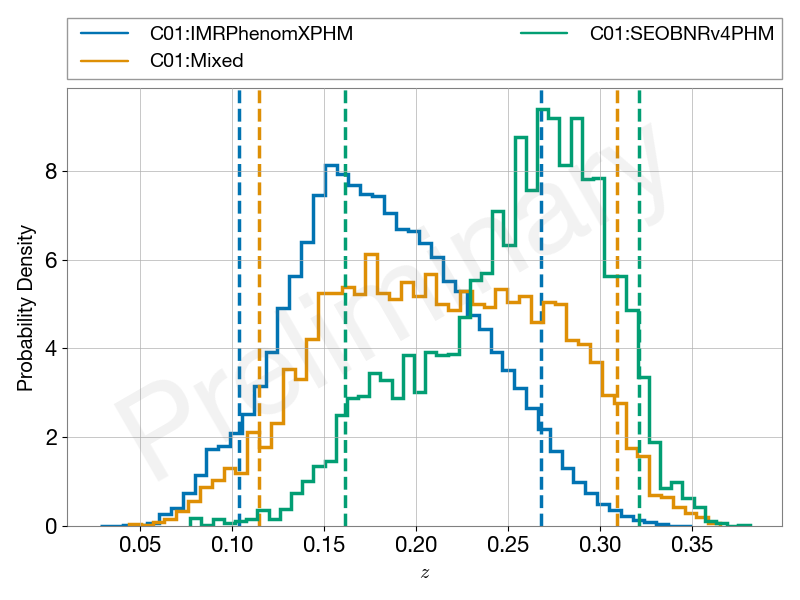 C01:IMRPhenomXPHM
C01:Mixed
C01:SEOBNRv4PHM
Preliminary
Probability Density
8
6
4
2
0
0.05 0.10 0.15 0.20 0.25 0.30 0.35
z